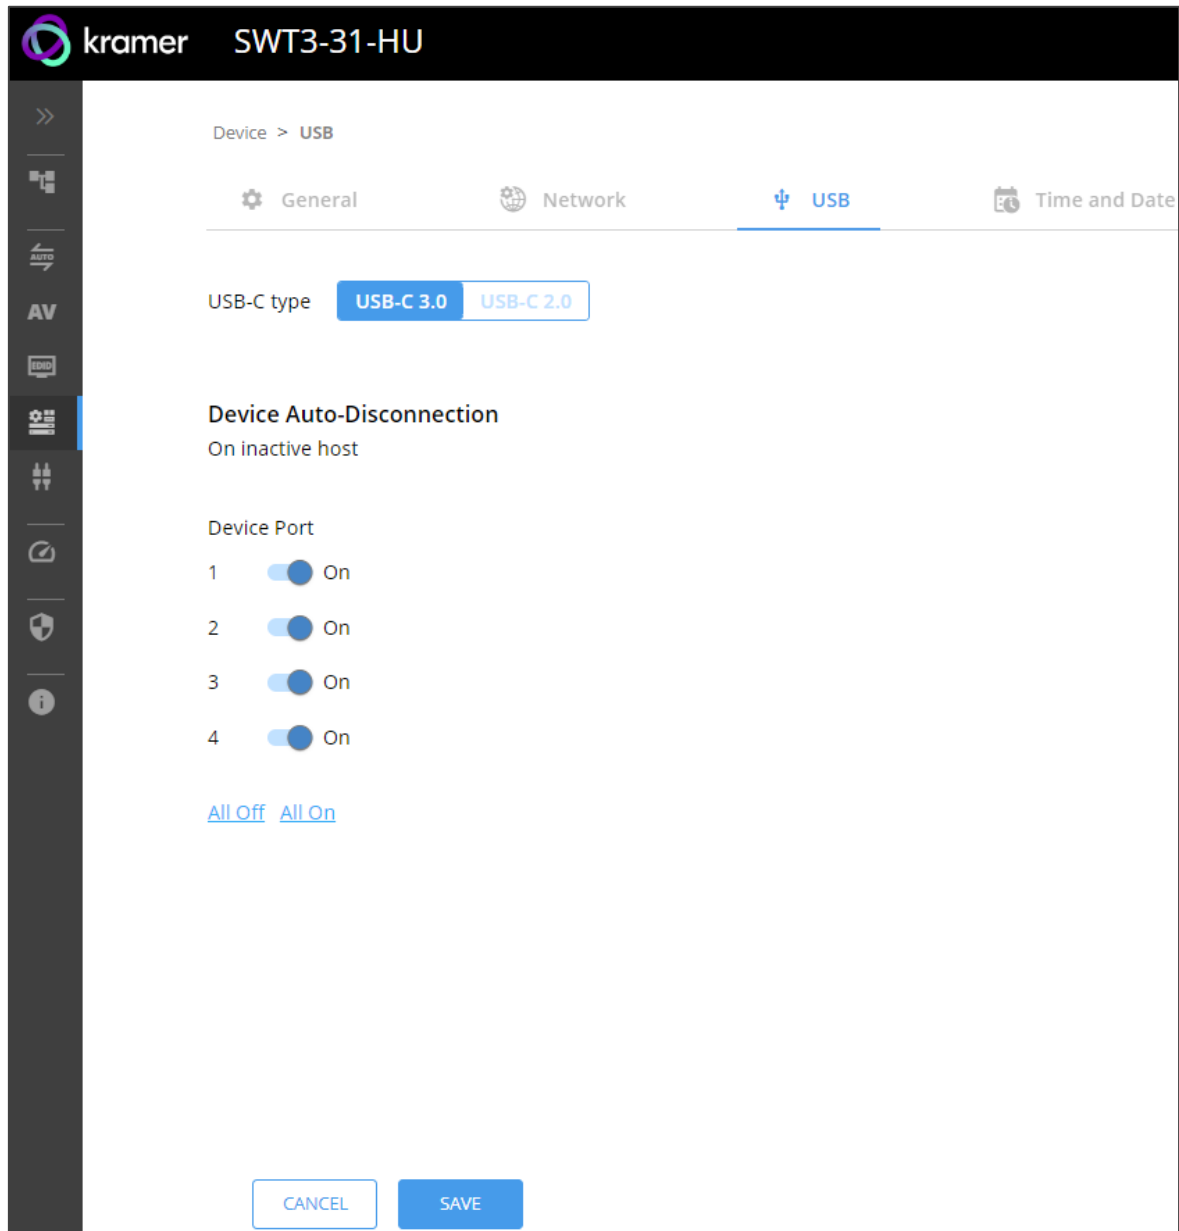 kramer SWT3-31-HU
Device > USB
General Network USB Time and Date
USB-C type USB-C 3.0 USB-C 2.0
AUTO
AV
EDID
Device Auto-Disconnection
On inactive host
Device Port
1 On
2 On
3 On
4 On
All Off All On
CANCEL SAVE